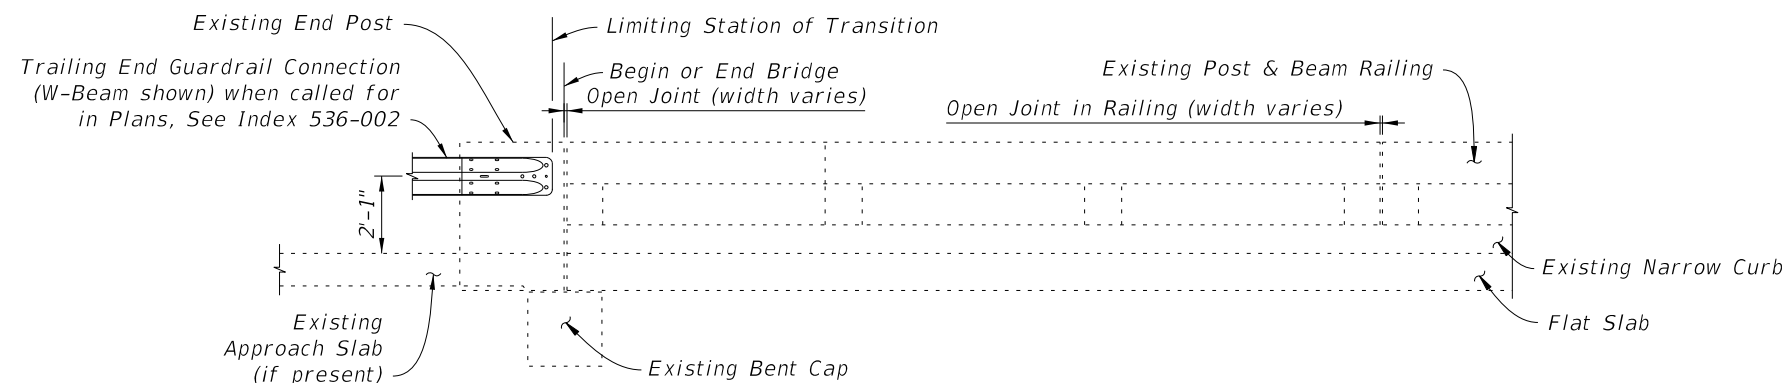 Existing End Post
Limiting Station of Transition
Trailing End Guardrail Connection
(W-Beam shown) when called for
in Plans, See Index 536-002
Begin or End Bridge
Open Joint (width varies)
Existing Post & Beam Railing
Open Joint in Railing (width varies)
2'-1"
Existing Narrow Curb
Flat Slab
Existing
Approach Slab
(if present)
Existing Bent Cap